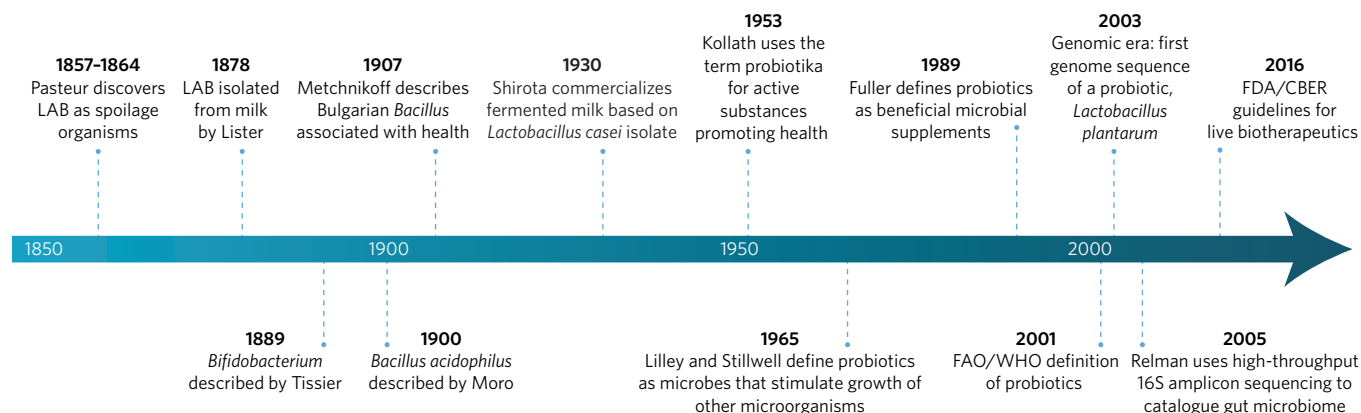 1857–1864
Pasteur discovers
LAB as spoilage
organisms
1878
LAB isolated
from milk
by Lister
1907
Metchnikoff describes
Bulgarian Bacillus
associated with health
1930
Shirota commercializes
fermented milk based on
Lactobacillus casei isolate
1953
Kollath uses the
term probiotika
for active
substances
promoting health
1989
Fuller defines probiotics
as beneficial microbial
supplements
2003
Genomic era: first
genome sequence
of a probiotic,
Lactobacillus
plantarum
2016
FDA/CBER
guidelines for
live biotherapeutics
1850
1900
1950
2000
1889
Bifidobacterium
described by Tissier
1900
Bacillus acidophilus
described by Moro
1965
Lilley and Stillwell define probiotics
as microbes that stimulate growth of
other microorganisms
2001
FAO/WHO definition
of probiotics
2005
Relman uses high-throughput
16S amplicon sequencing to
catalogue gut microbiome